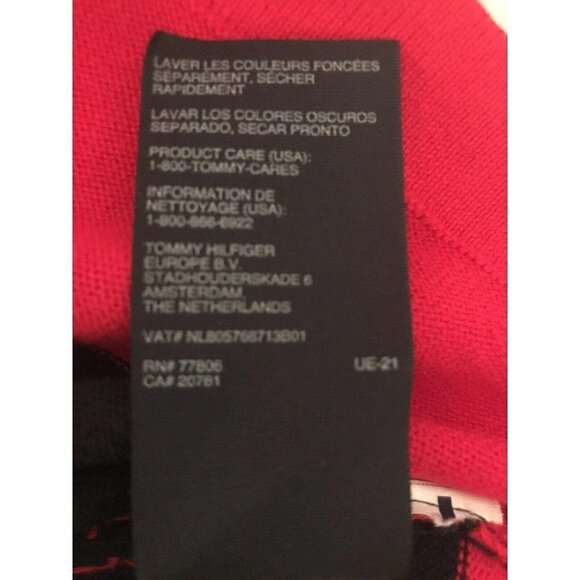 LAVER LES COULEURS FONCÉES
SÉPARÉMENT, SÉCHER
RAPIDEMENT
LAVAR LOS COLORES OSCUROS
SEPARADO, SECAR PRONTO
PRODUCT CARE (USA):
1-800-TOMMY-CARES
INFORMATION DE
NETTOYAGE (USA):
1-800-866-6922
TOMMY HILFIGER
EUROPE B.V.
STADHOUDERSKADE 6
AMSTERDAM,
THE NETHERLANDS
VAT# NL805766713B01
RN# 77806 UE-21
CA# 20781